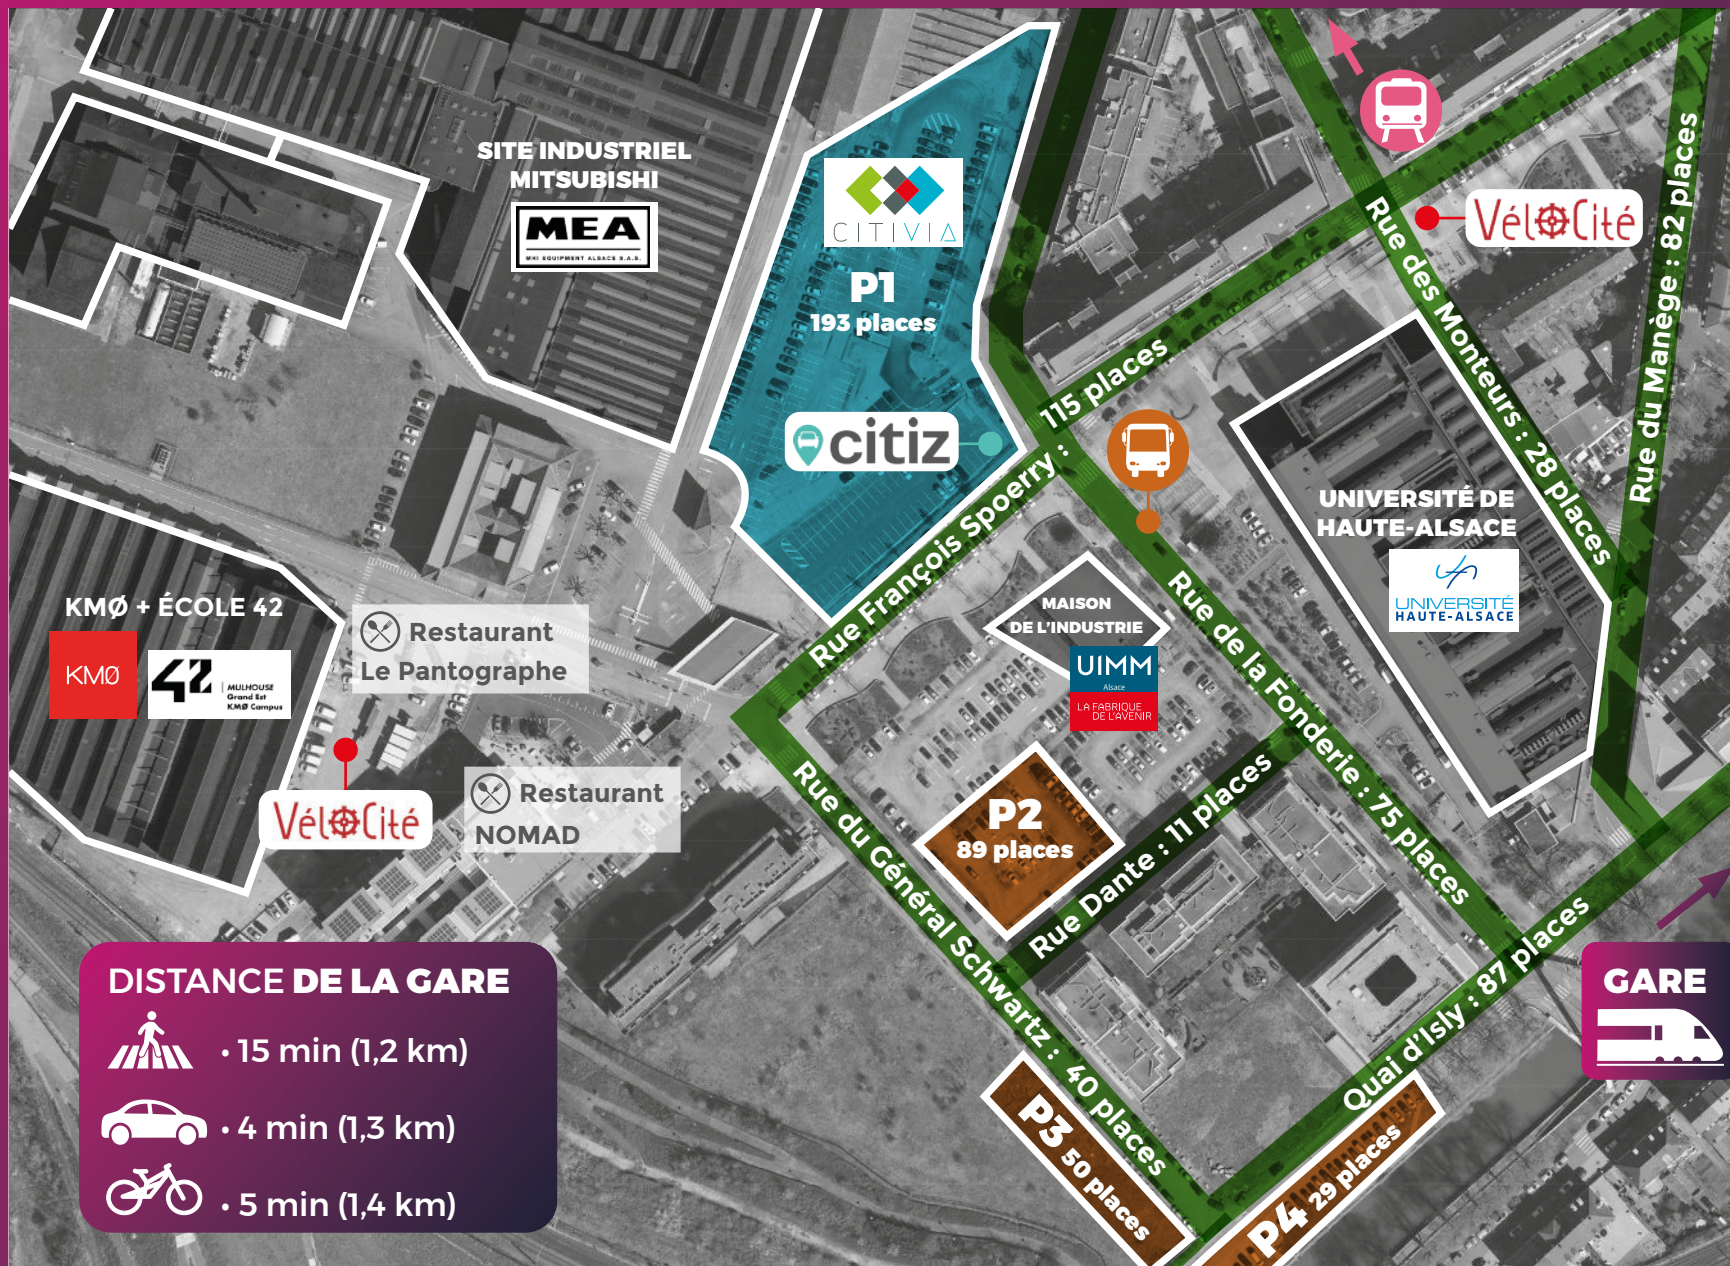 SITE INDUSTRIEL
MITSUBISHI
MEA
MHI EQUIPMENT ALSACE S.A.S.
CITIVIA
P1
193 places
citiz
VéloCité
Rue des Monteurs : 28 places
Rue du Manège : 82 places
Rue François Spoerry : 115 places
UNIVERSITÉ DE
HAUTE-ALSACE
UNIVERSITÉ
HAUTE-ALSACE
MAISON
DE L'INDUSTRIE
UIMM
Alsace
LA FABRIQUE
DE L'AVENIR
Rue de la Fonderie : 75 places
KMØ + ÉCOLE 42
KMØ
42
MULHOUSE
Grand Est
KMØ Campus
Restaurant
Le Pantographe
VéloCité
Restaurant
NOMAD
P2
89 places
Rue Dante : 11 places
Rue du Général Schwartz : 40 places
Quai d'Isly : 87 places
P3 50 places
P4 29 places
GARE
DISTANCE DE LA GARE
• 15 min (1,2 km)
• 4 min (1,3 km)
• 5 min (1,4 km)